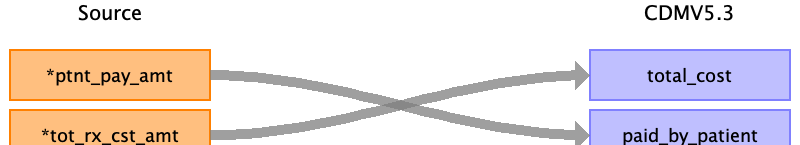 Source CDMV5.3
*ptnt_pay_amt total_cost
*tot_rx_cst_amt paid_by_patient